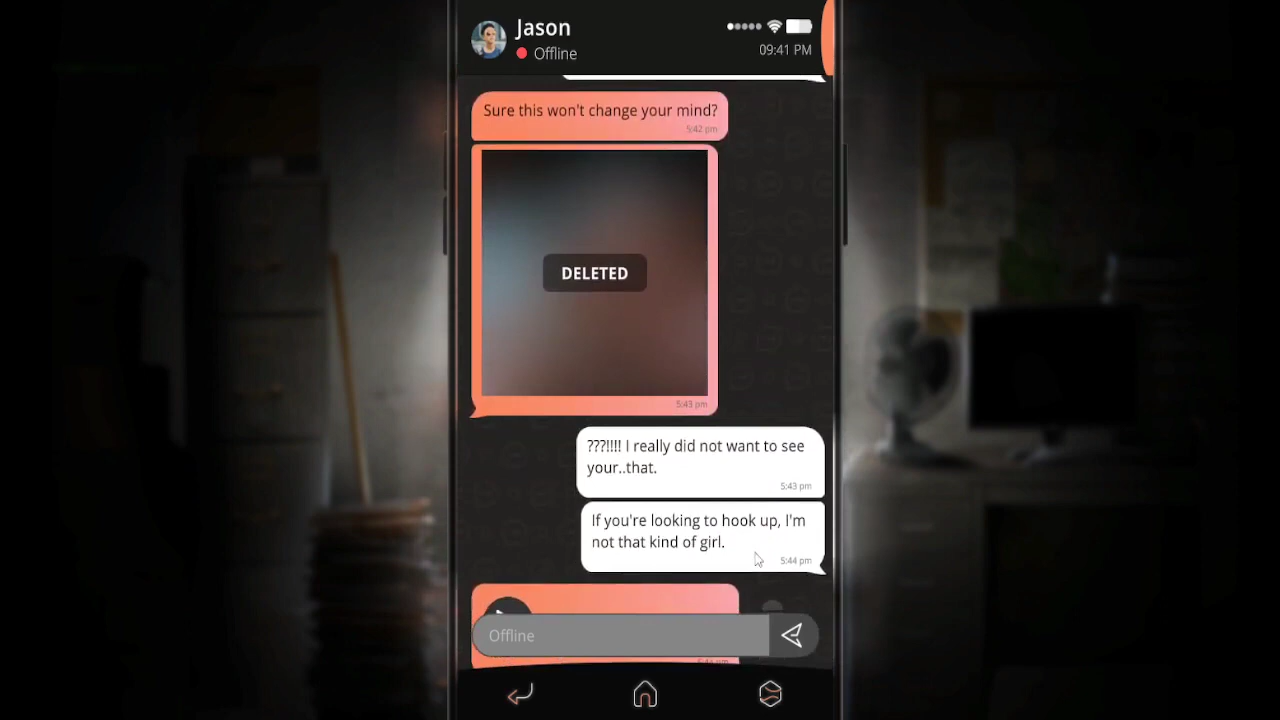 Jason
Offline
09:41 PM
Sure this won't change your mind?
5:42 pm
DELETED
5:43 pm
???!!!! I really did not want to see
your..that.
5:43 pm
If you're looking to hook up, I'm
not that kind of girl.
5:44 pm
Offline